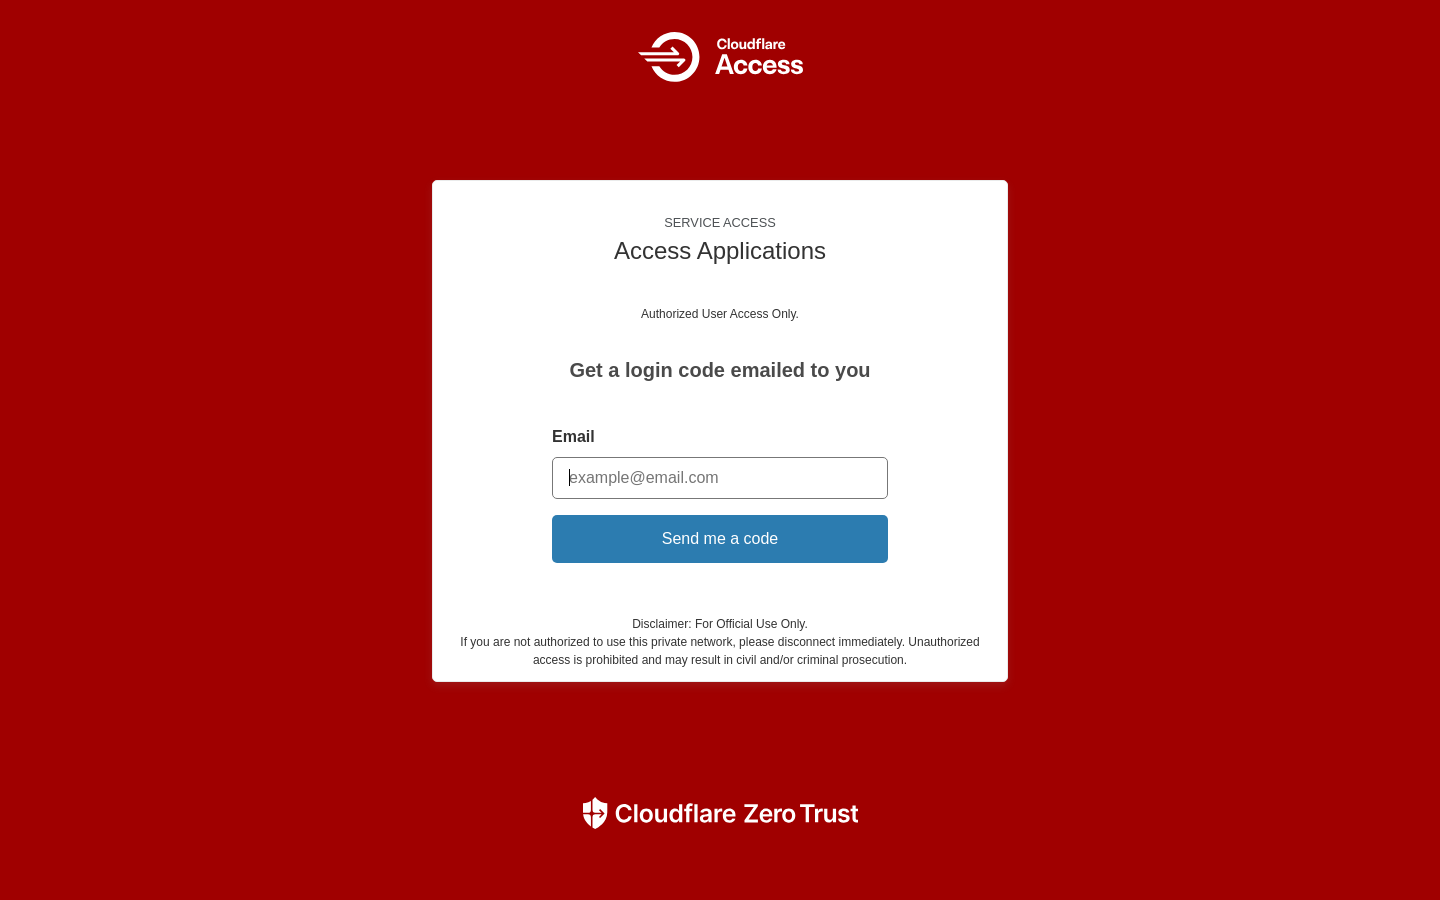 Cloudflare
Access
SERVICE ACCESS
Access Applications
Authorized User Access Only.
Get a login code emailed to you
Email
example@email.com
Send me a code
Disclaimer: For Official Use Only.
If you are not authorized to use this private network, please disconnect immediately. Unauthorized
access is prohibited and may result in civil and/or criminal prosecution.
Cloudflare Zero Trust